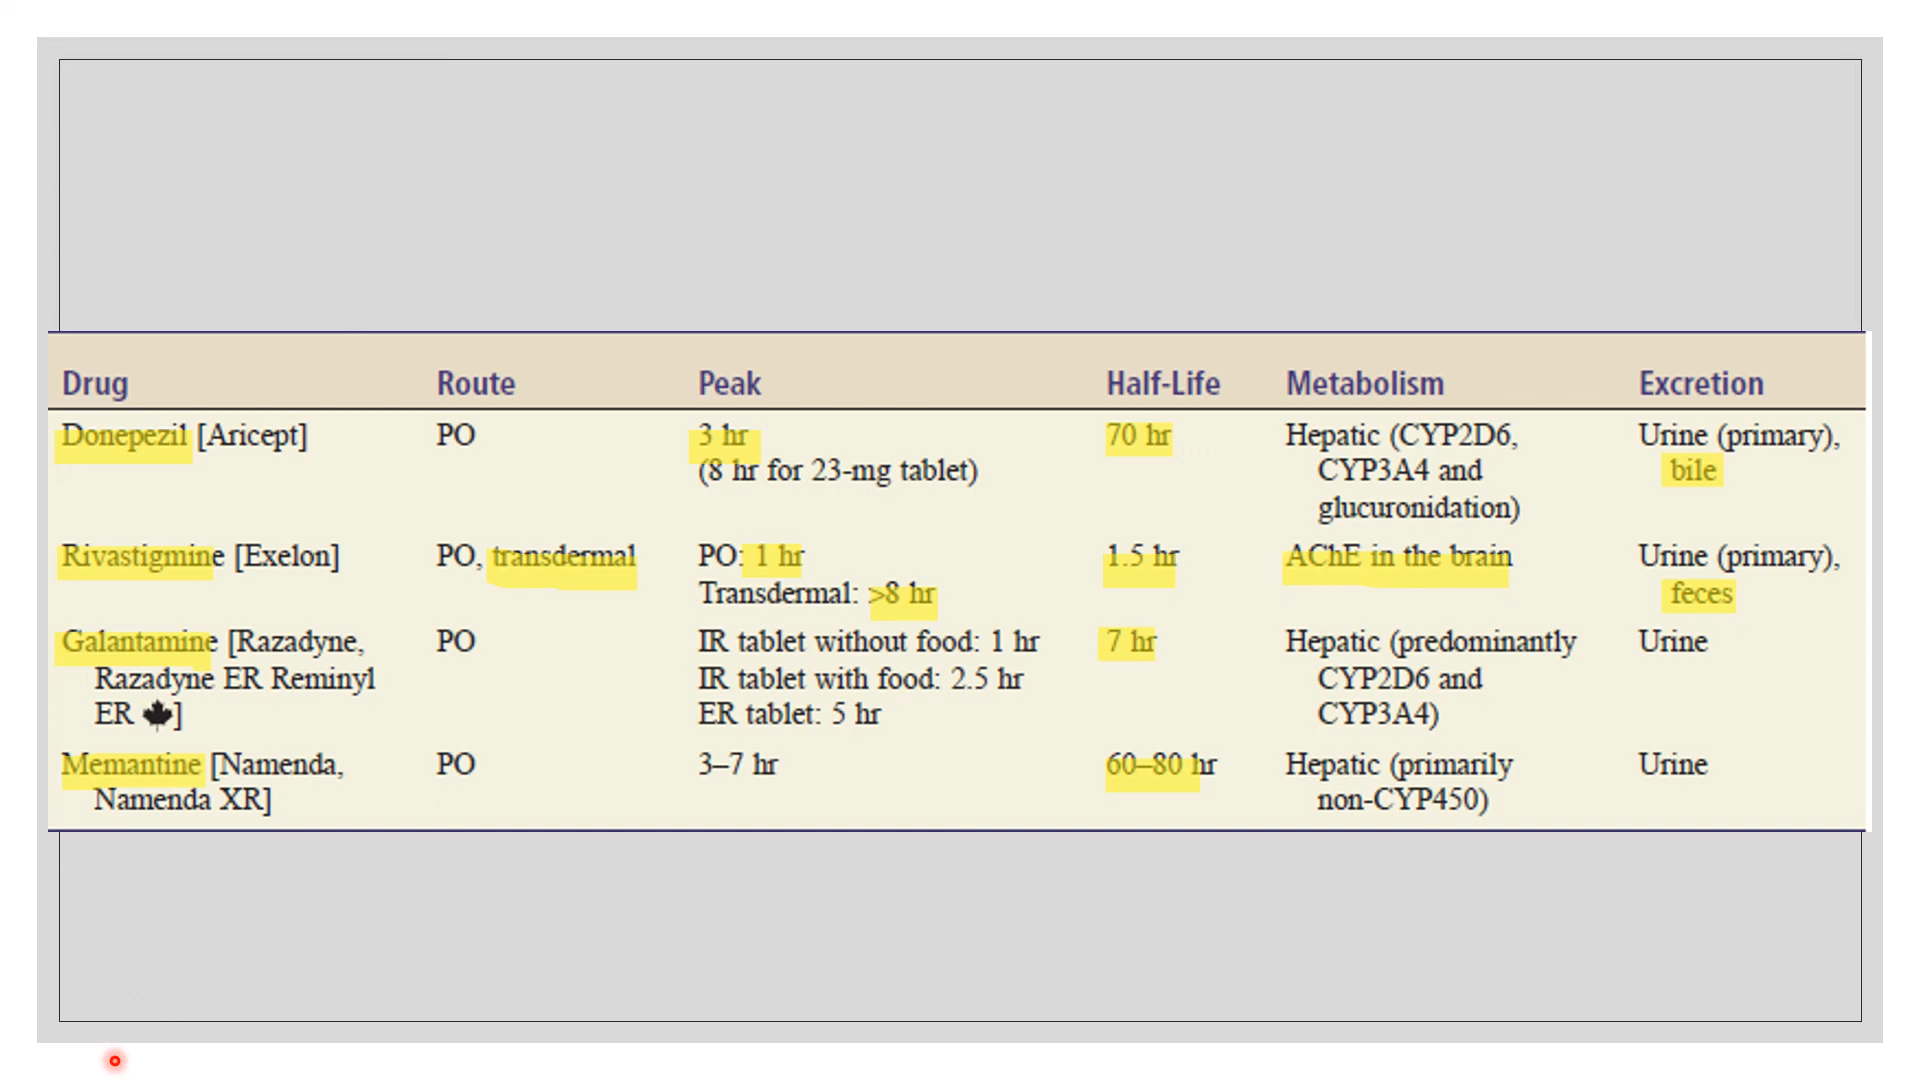 Drug Route Peak Half-Life Metabolism Excretion
Donepezil [Aricept] PO 3 hr 70 hr Hepatic (CYP2D6, Urine (primary),
(8 hr for 23-mg tablet) CYP3A4 and bile
glucuronidation)
Rivastigmine [Exelon] PO, transdermal PO: 1 hr 1.5 hr AChE in the brain Urine (primary),
Transdermal: >8 hr feces
Galantamine [Razadyne, PO IR tablet without food: 1 hr 7 hr Hepatic (predominantly Urine
Razadyne ER Reminyl IR tablet with food: 2.5 hr CYP2D6 and
ER 🍁] ER tablet: 5 hr CYP3A4)
Memantine [Namenda, PO 3–7 hr 60–80 hr Hepatic (primarily Urine
Namenda XR] non-CYP450)